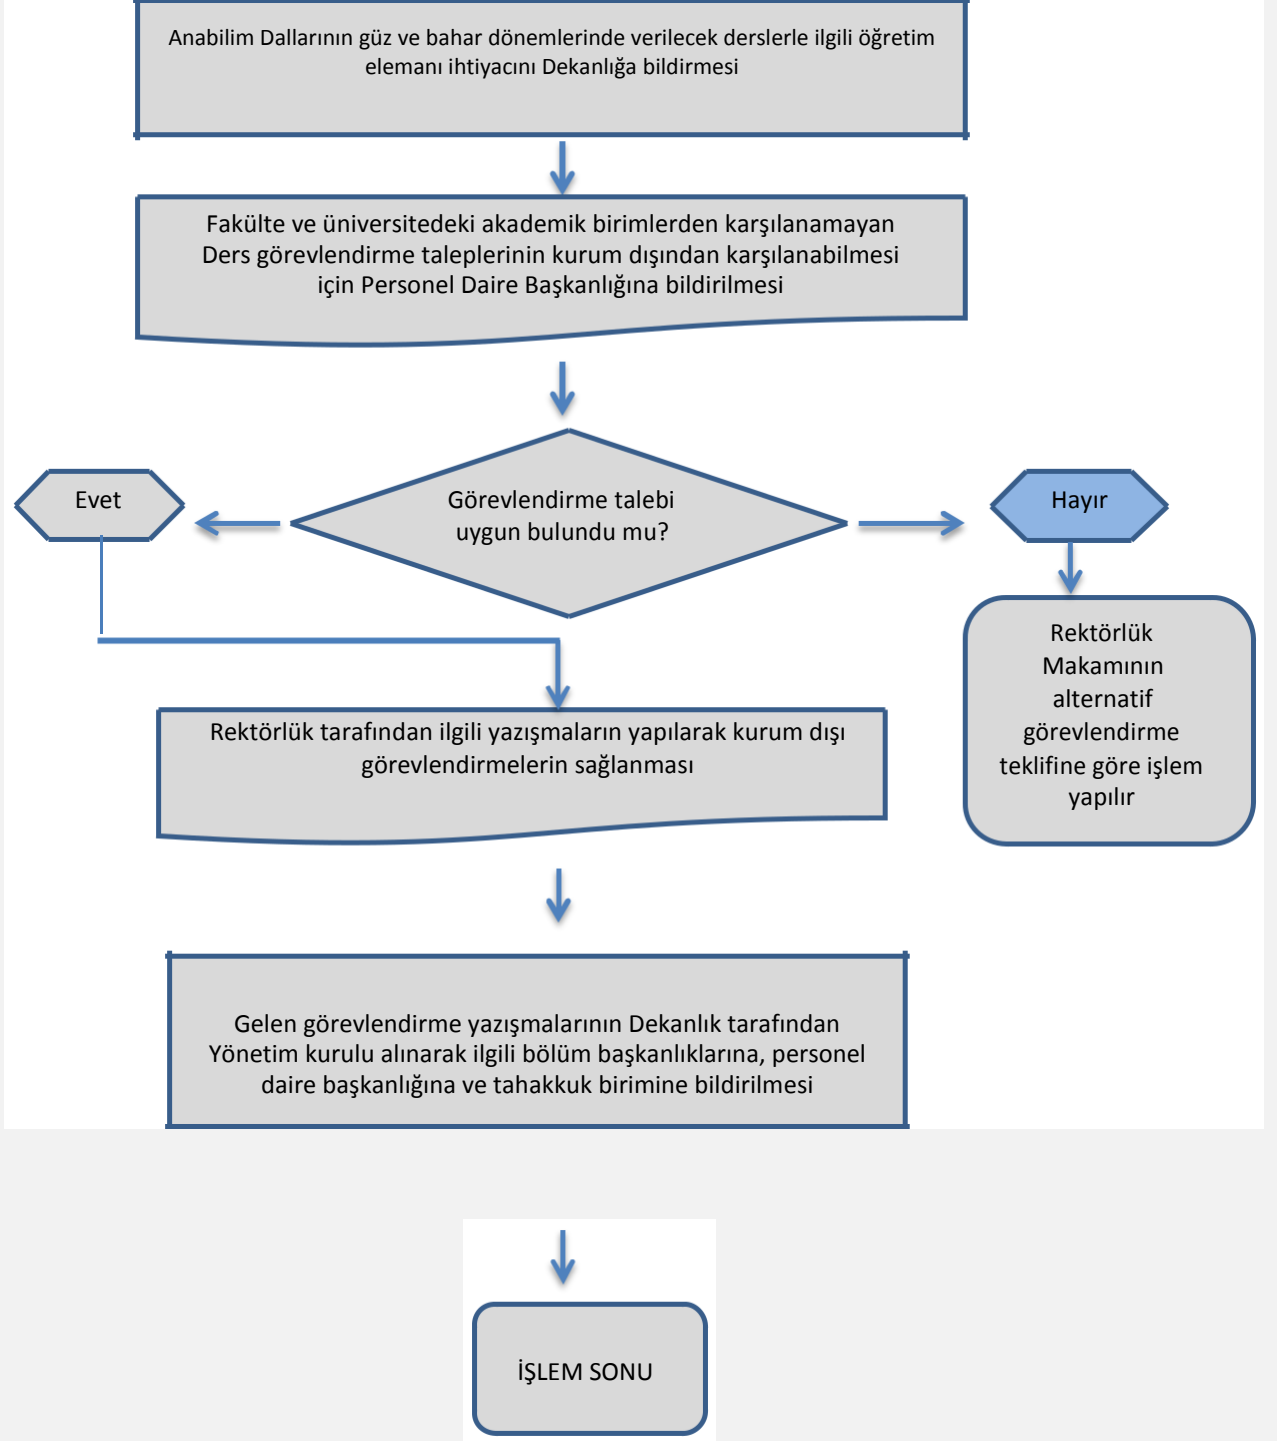 Anabilim Dallarının güz ve bahar dönemlerinde verilecek derslerle ilgili öğretim
elemanı ihtiyacını Dekanlığa bildirmesi
Fakülte ve üniversitedeki akademik birimlerden karşılanamayan
Ders görevlendirme taleplerinin kurum dışından karşılanabilmesi
için Personel Daire Başkanlığına bildirilmesi
Evet
Görevlendirme talebi
uygun bulundu mu?
Hayır
Rektörlük
Makamının
alternatif
görevlendirme
teklifine göre işlem
yapılır
Rektörlük tarafından ilgili yazışmaların yapılarak kurum dışı
görevlendirmelerin sağlanması
Gelen görevlendirme yazışmalarının Dekanlık tarafından
Yönetim kurulu alınarak ilgili bölüm başkanlıklarına, personel
daire başkanlığına ve tahakkuk birimine bildirilmesi
İŞLEM SONU